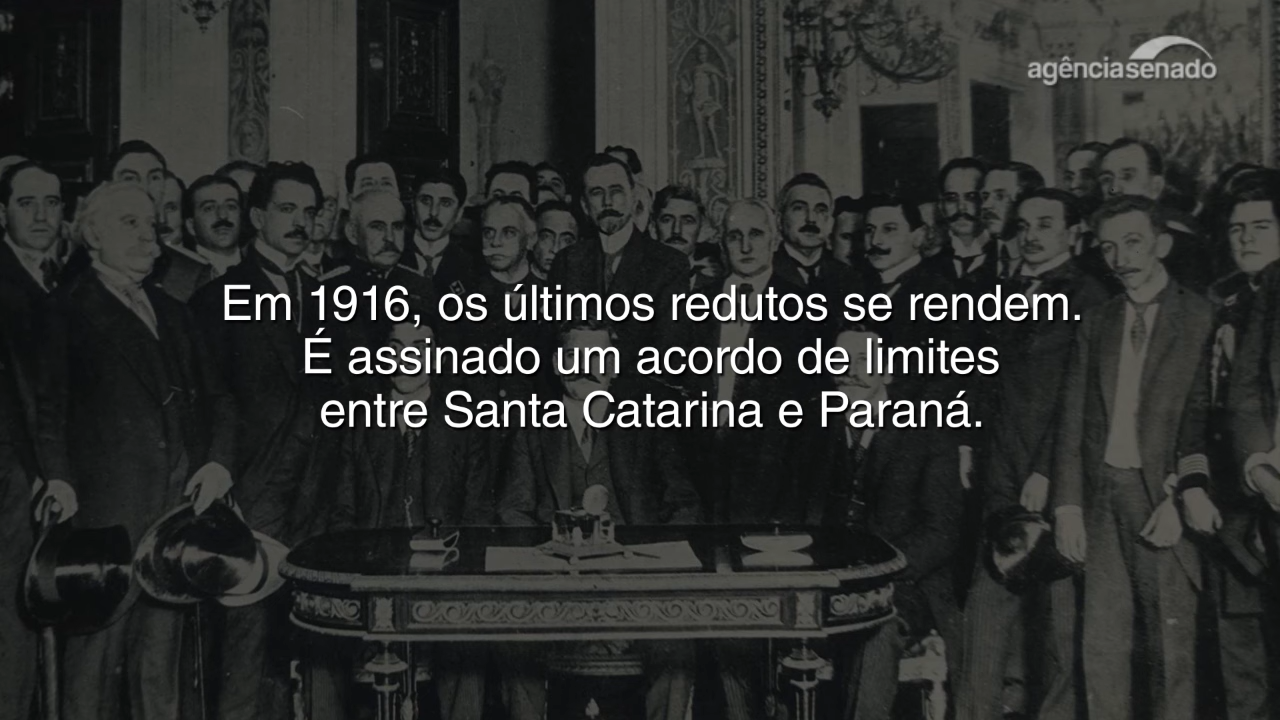 agênciasenado
Em 1916, os últimos redutos se rendem.
É assinado um acordo de limites
entre Santa Catarina e Paraná.